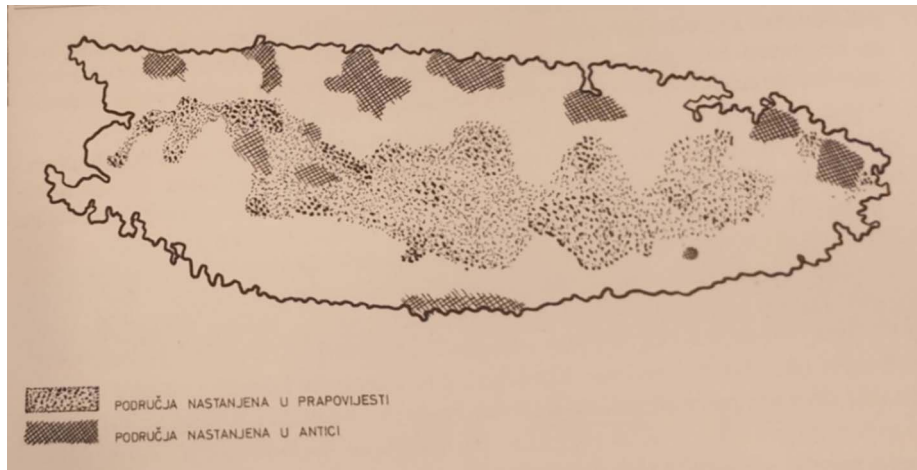 PODRUČJA NASTANJENA U PRAPOVIJESTI
PODRUČJA NASTANJENA U ANTICI